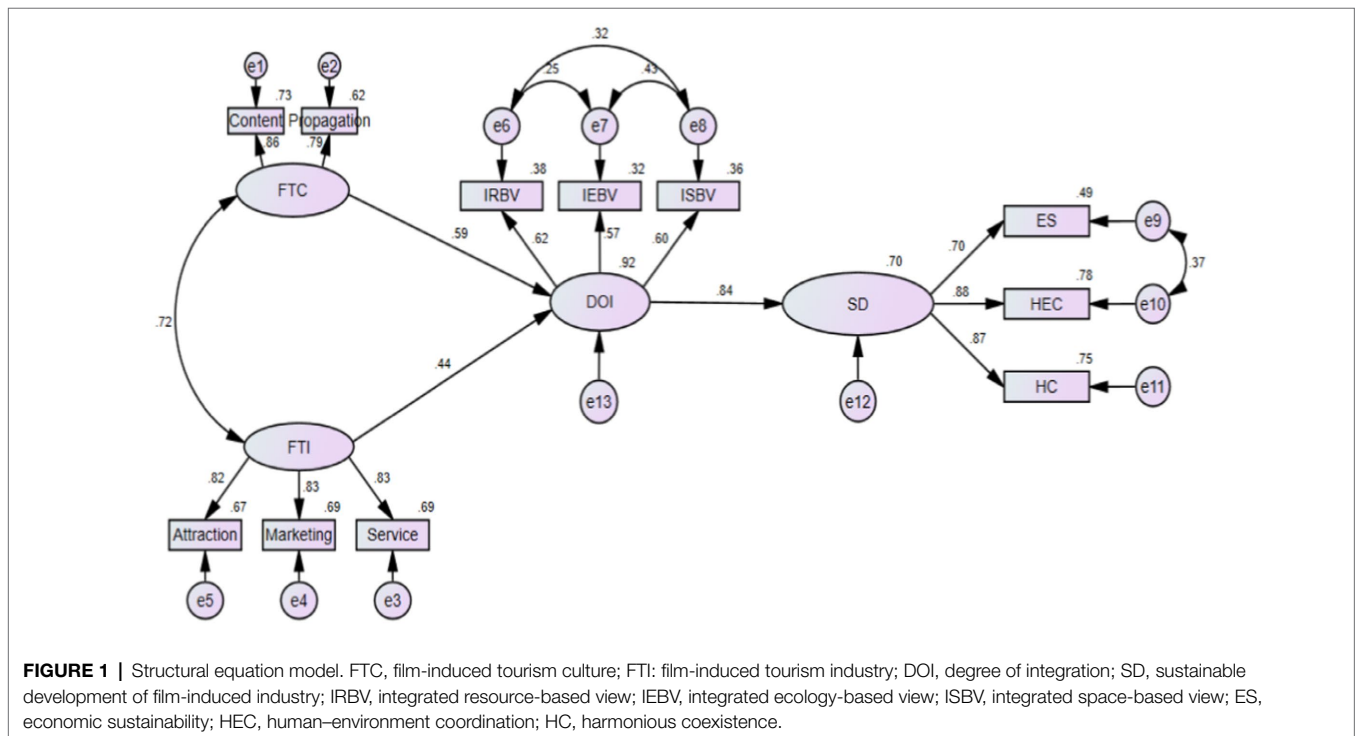 .32
e1 e2
.25 .43
.73 .62
Content Propagation
e6 e7 e8
.86 .79
.38 .32 .36
FTC
IRBV IEBV ISBV
.49
ES e9
.59
.62 .57 .60
.70
.92 .70
.37
.78
DOI .84 SD .88 HEC e10
.72
.87
.44
.75
HC e11
e13 e12
FTI
.82 .83 .83
.67 .69 .69
Attraction Marketing Service
e5 e4 e3
FIGURE 1 | Structural equation model. FTC, film-induced tourism culture; FTI: film-induced tourism industry; DOI, degree of integration; SD, sustainable
development of film-induced industry; IRBV, integrated resource-based view; IEBV, integrated ecology-based view; ISBV, integrated space-based view; ES,
economic sustainability; HEC, human–environment coordination; HC, harmonious coexistence.